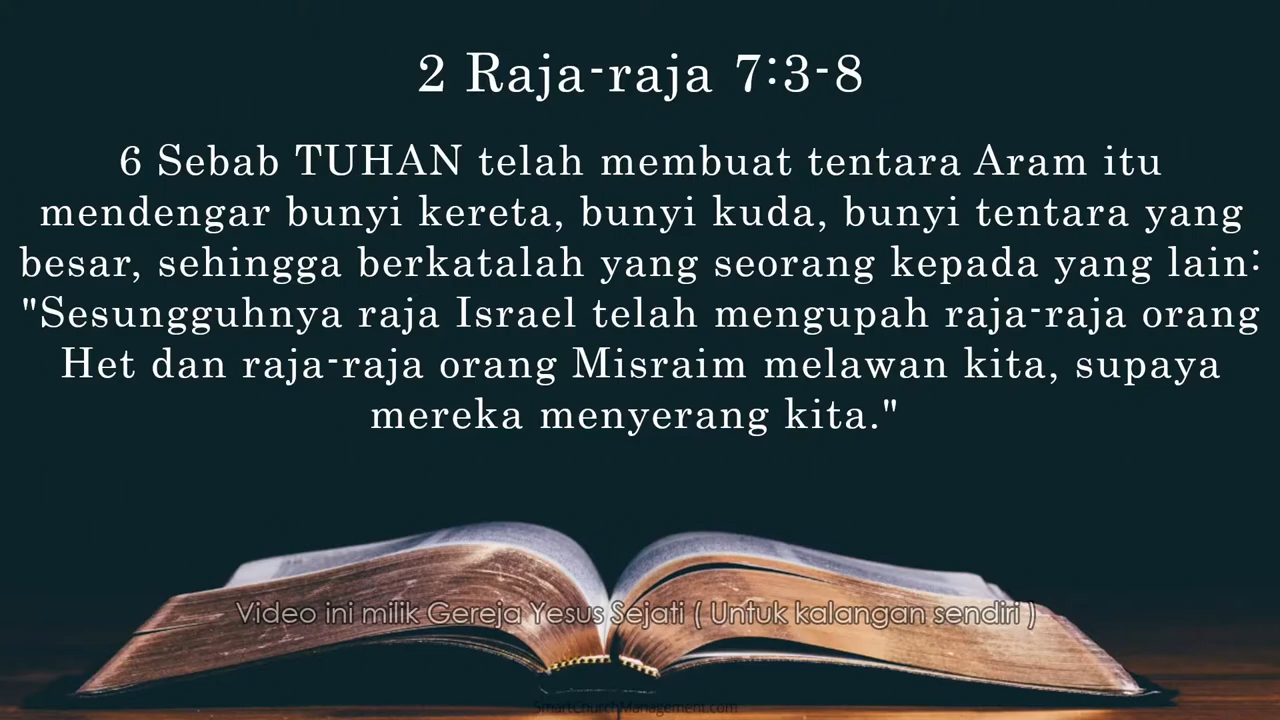 2 Raja-raja 7:3-8
6 Sebab TUHAN telah membuat tentara Aram itu
mendengar bunyi kereta, bunyi kuda, bunyi tentara yang
besar, sehingga berkatalah yang seorang kepada yang lain:
"Sesungguhnya raja Israel telah mengupah raja-raja orang
Het dan raja-raja orang Misraim melawan kita, supaya
mereka menyerang kita."
Video ini milik Gereja Yesus Sejati ( Untuk kalangan sendiri )
SmartChurchManagement.com